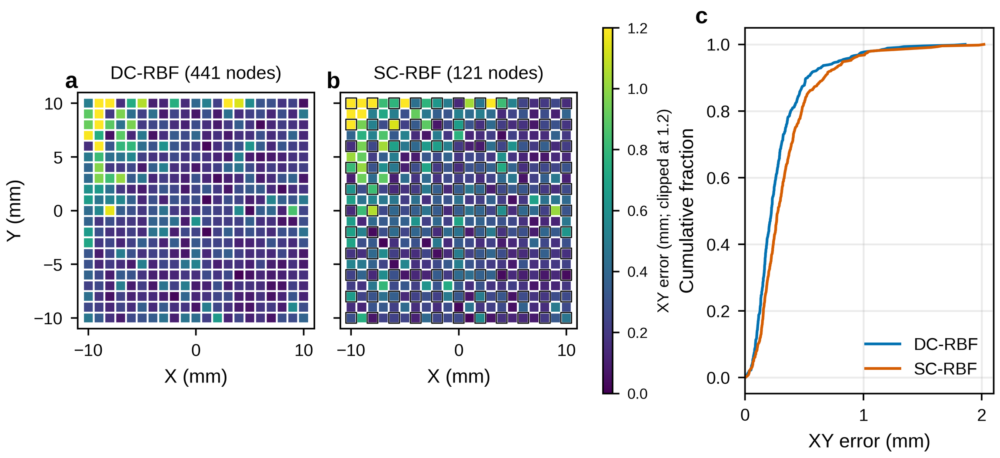 a
DC-RBF (441 nodes)
10
5
0
−5
−10
Y (mm)
−10
0
10
X (mm)
b
SC-RBF (121 nodes)
−10
0
10
X (mm)
1.2
1.0
0.8
0.6
0.4
0.2
0.0
XY error (mm; clipped at 1.2)
c
Cumulative fraction
1.0
0.8
0.6
0.4
0.2
0.0
DC-RBF
SC-RBF
0
1
2
XY error (mm)